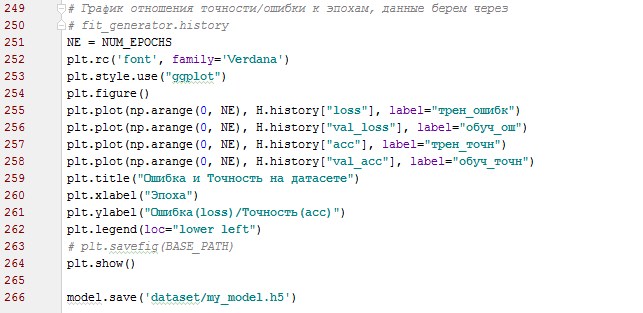 249 # График отношения точности/ошибки к эпохам, данные берем через
250 # fit_generator.history
251 NE = NUM_EPOCHS
252 plt.rc('font', family='Verdana')
253 plt.style.use("ggplot")
254 plt.figure()
255 plt.plot(np.arange(0, NE), H.history["loss"], label="трен_ошибк")
256 plt.plot(np.arange(0, NE), H.history["val_loss"], label="обуч_ош")
257 plt.plot(np.arange(0, NE), H.history["acc"], label="трен_точн")
258 plt.plot(np.arange(0, NE), H.history["val_acc"], label="обуч_точн")
259 plt.title("Ошибка и Точность на датасете")
260 plt.xlabel("Эпоха")
261 plt.ylabel("Ошибка(loss)/Точность(acc)")
262 plt.legend(loc="lower left")
263 # plt.savefig(BASE_PATH)
264 plt.show()
265
266 model.save('dataset/my_model.h5')